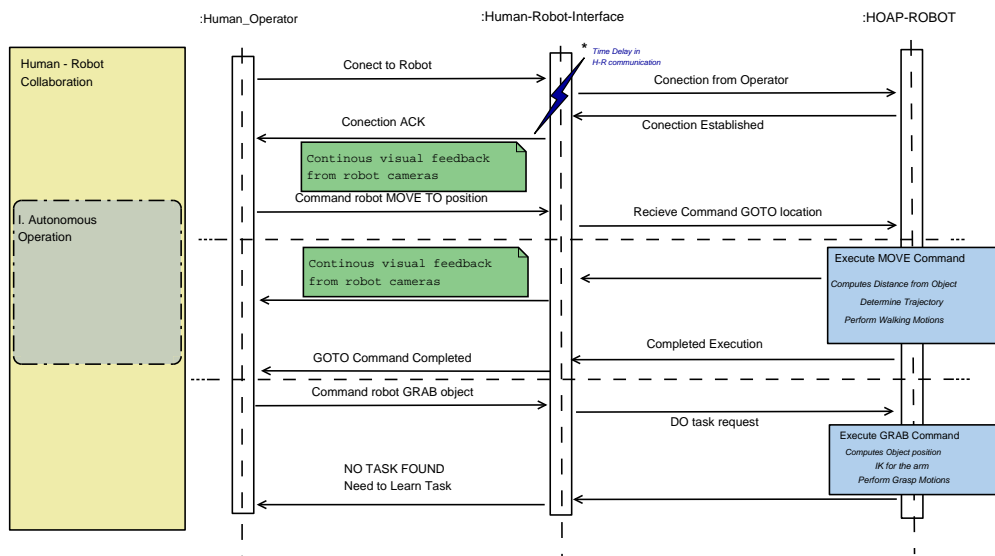 :Human_Operator
:Human-Robot-Interface
:HOAP-ROBOT
Human - Robot
Collaboration
* Time Delay in
H-R communication
Conect to Robot
Conection from Operator
Conection ACK
Conection Established
Continous visual feedback
from robot cameras
Command robot MOVE TO position
I. Autonomous
Operation
Recieve Command GOTO location
Continous visual feedback
from robot cameras
Execute MOVE Command
Computes Distance from Object
Determine Trajectory
Perform Walking Motions
Completed Execution
GOTO Command Completed
Command robot GRAB object
DO task request
Execute GRAB Command
Computes Object position
IK for the arm
Perform Grasp Motions
NO TASK FOUND
Need to Learn Task